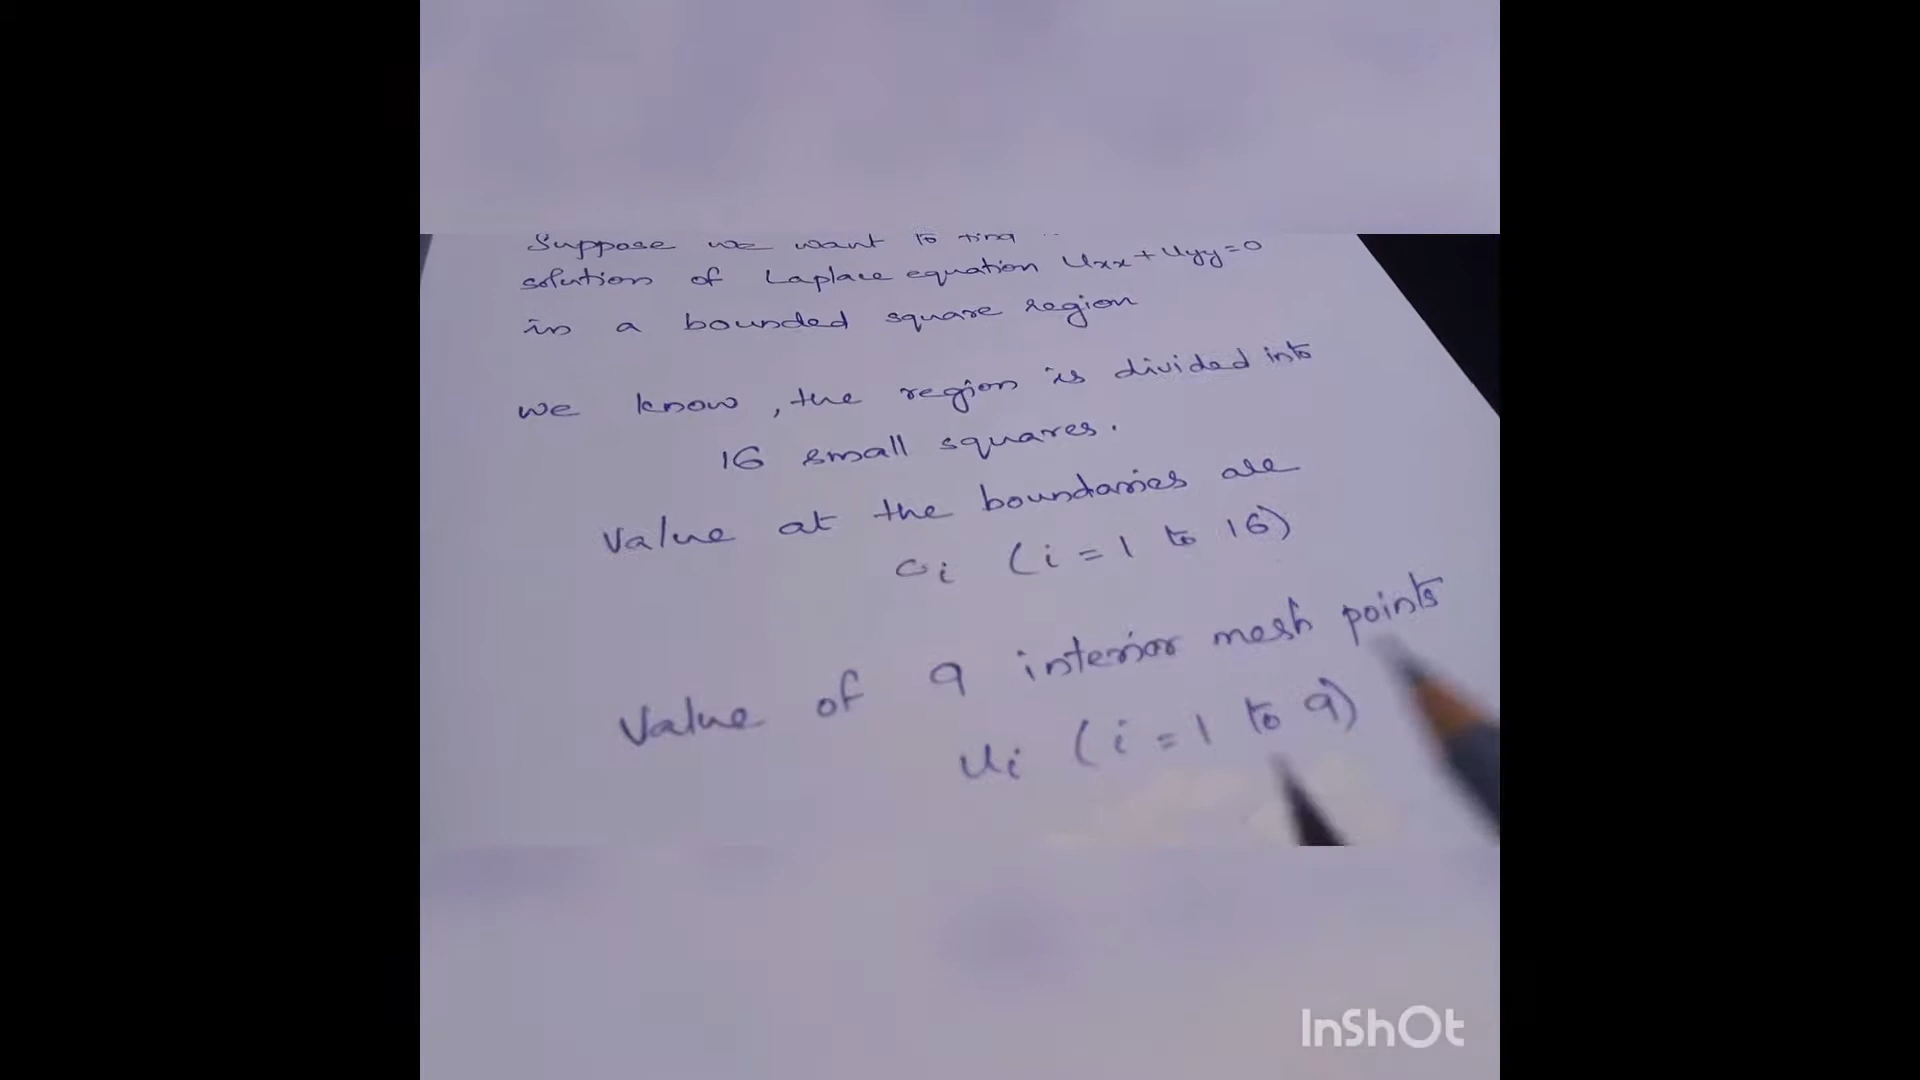 Suppose we want to find
solution of Laplace equation Uxx + Uyy = 0
in a bounded square region
we know, the region is divided into
16 small squares.
Value at the boundaries are
ci (i = 1 to 16)
Value of 9 interior mesh points
ui (i = 1 to 9)
InShOt